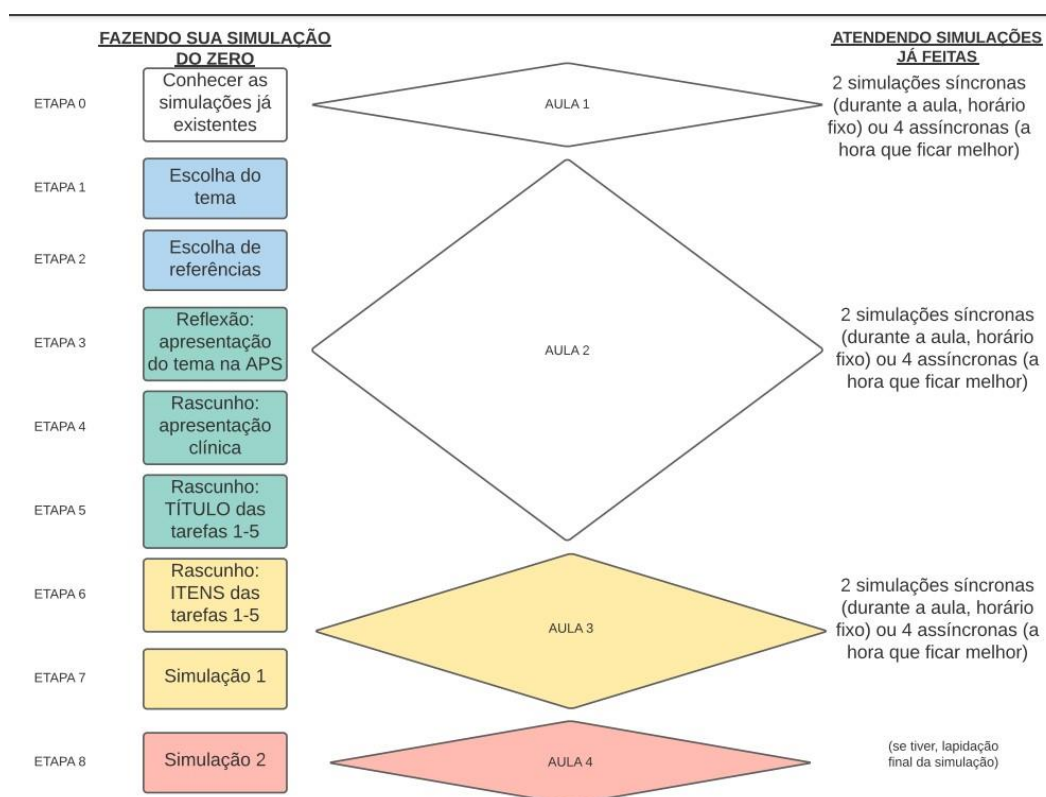 FAZENDO SUA SIMULAÇÃO
DO ZERO
ATENDENDO SIMULAÇÕES
JÁ FEITAS
ETAPA 0
Conhecer as
simulações já
existentes
AULA 1
2 simulações síncronas
(durante a aula, horário
fixo) ou 4 assíncronas (a
hora que ficar melhor)
ETAPA 1
Escolha do
tema
ETAPA 2
Escolha de
referências
ETAPA 3
Reflexão:
apresentação
do tema na APS
AULA 2
2 simulações síncronas
(durante a aula, horário
fixo) ou 4 assíncronas (a
hora que ficar melhor)
ETAPA 4
Rascunho:
apresentação
clínica
ETAPA 5
Rascunho:
TÍTULO das
tarefas 1-5
ETAPA 6
Rascunho:
ITENS das
tarefas 1-5
AULA 3
2 simulações síncronas
(durante a aula, horário
fixo) ou 4 assíncronas (a
hora que ficar melhor)
ETAPA 7
Simulação 1
ETAPA 8
Simulação 2
AULA 4
(se tiver, lapidação
final da simulação)